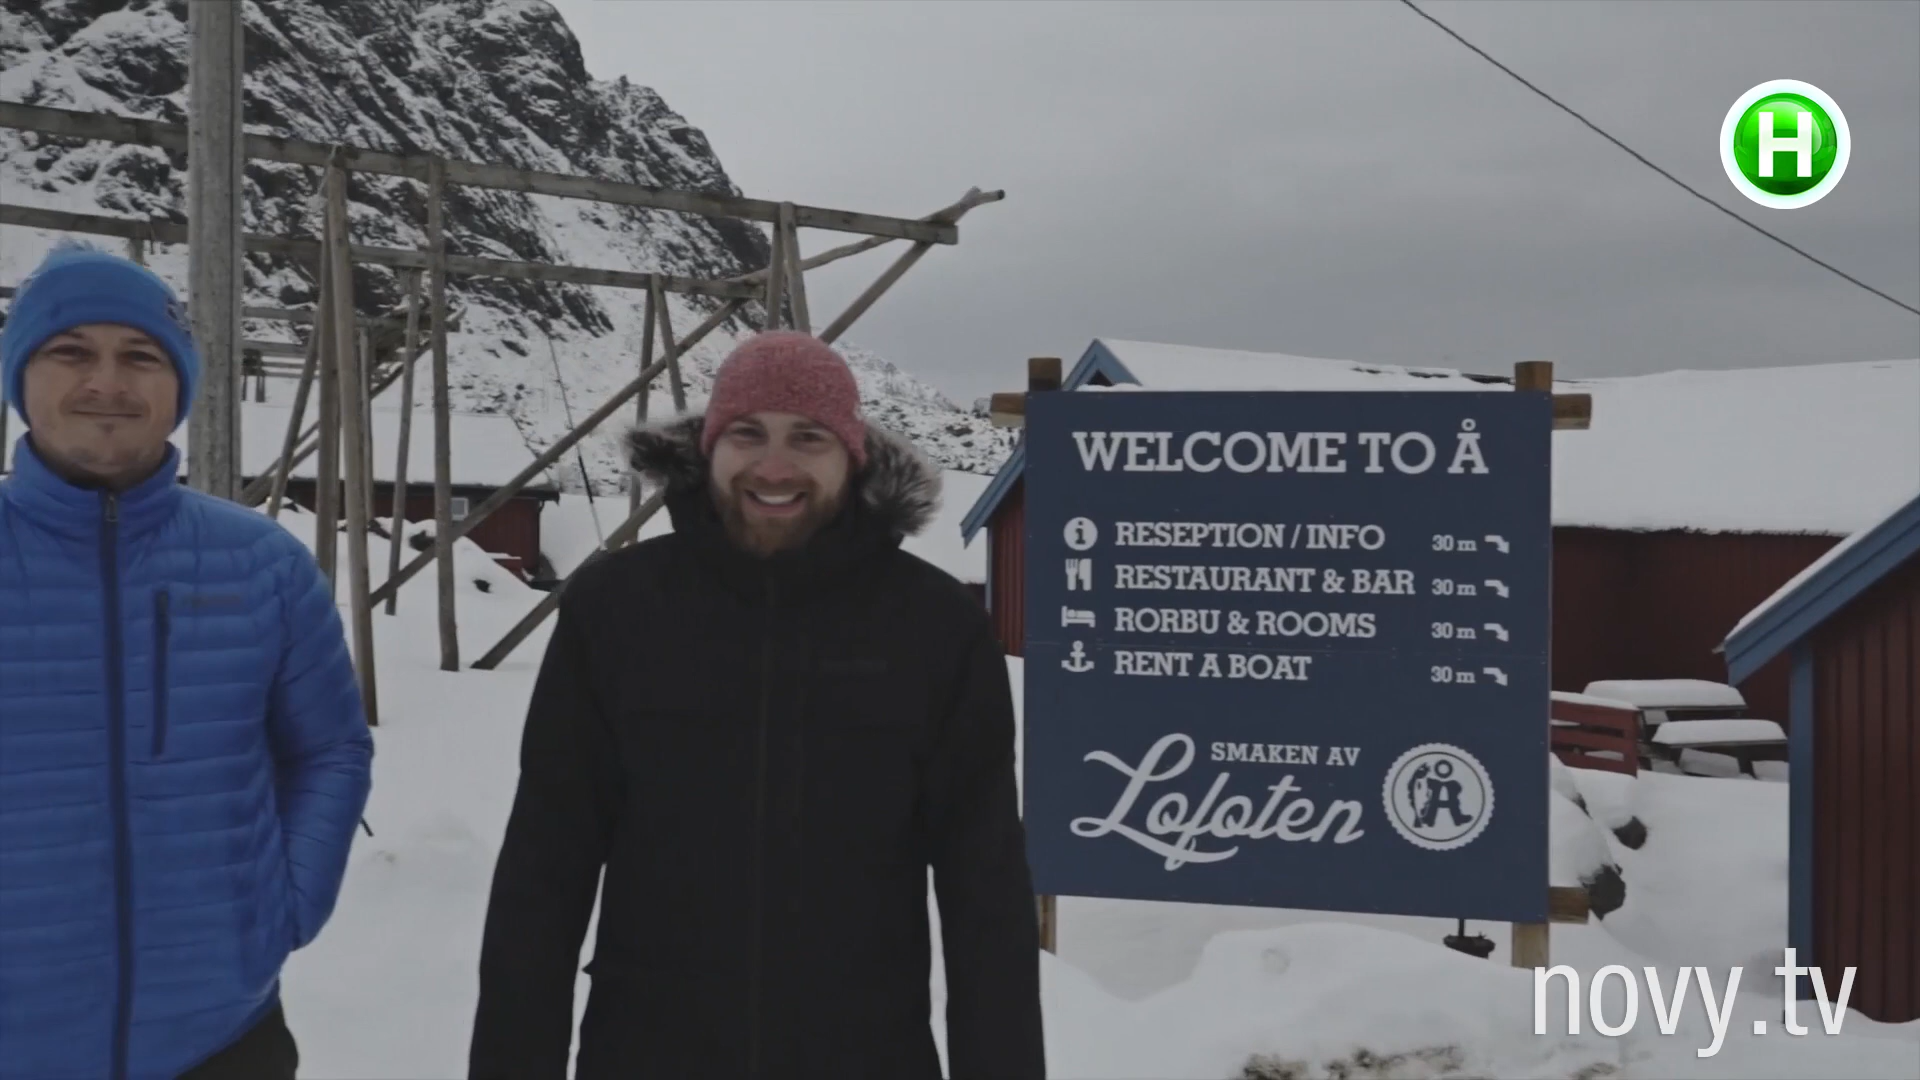 H
WELCOME TO Å
RESEPTION / INFO 30 m
RESTAURANT & BAR 30 m
RORBU & ROOMS 30 m
RENT A BOAT 30 m
SMAKEN AV
Lofoten
Å
novy.tv